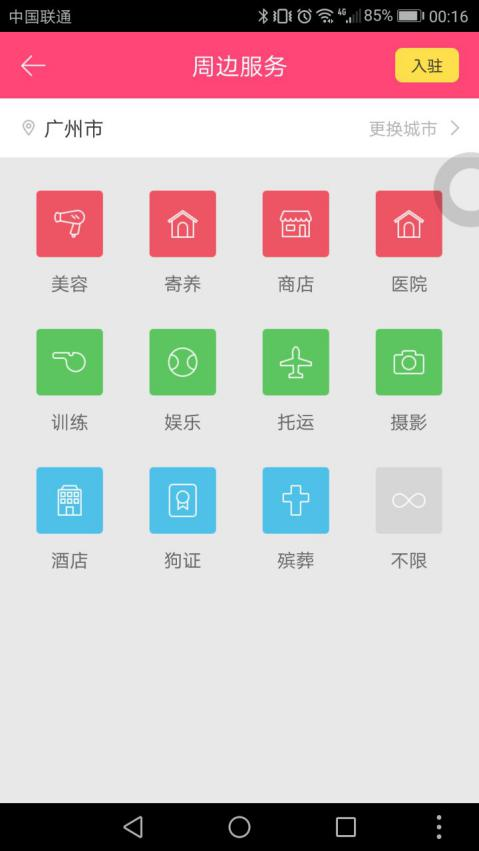 中国联通 4G 85% 00:16
周边服务 入驻
广州市 更换城市
美容 寄养 商店 医院
训练 娱乐 托运 摄影
酒店 狗证 殡葬 不限